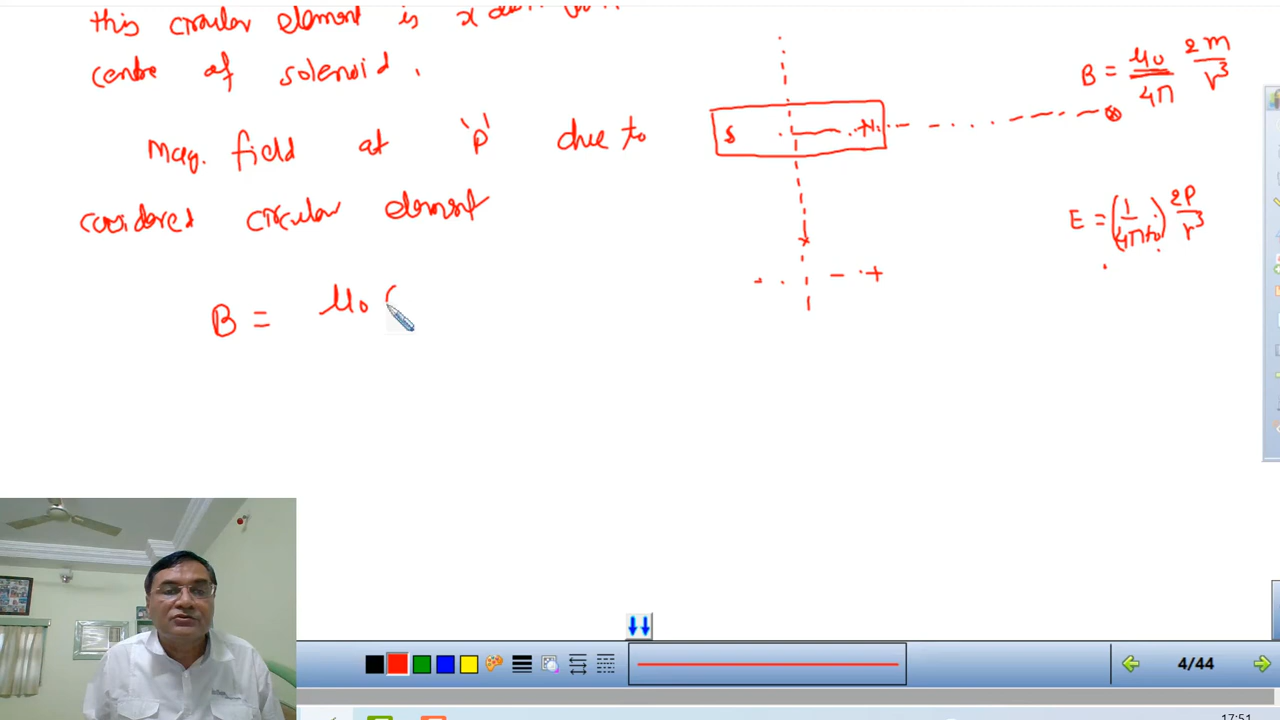 this circular element is x
centre of solenoid.
Mag. field at 'P' due to
considered circular element
B = μ0 (
S N
B = μ0/4π 2m/r³
E = (1/4πε0) 2P/r³
- +
4/44
17:51